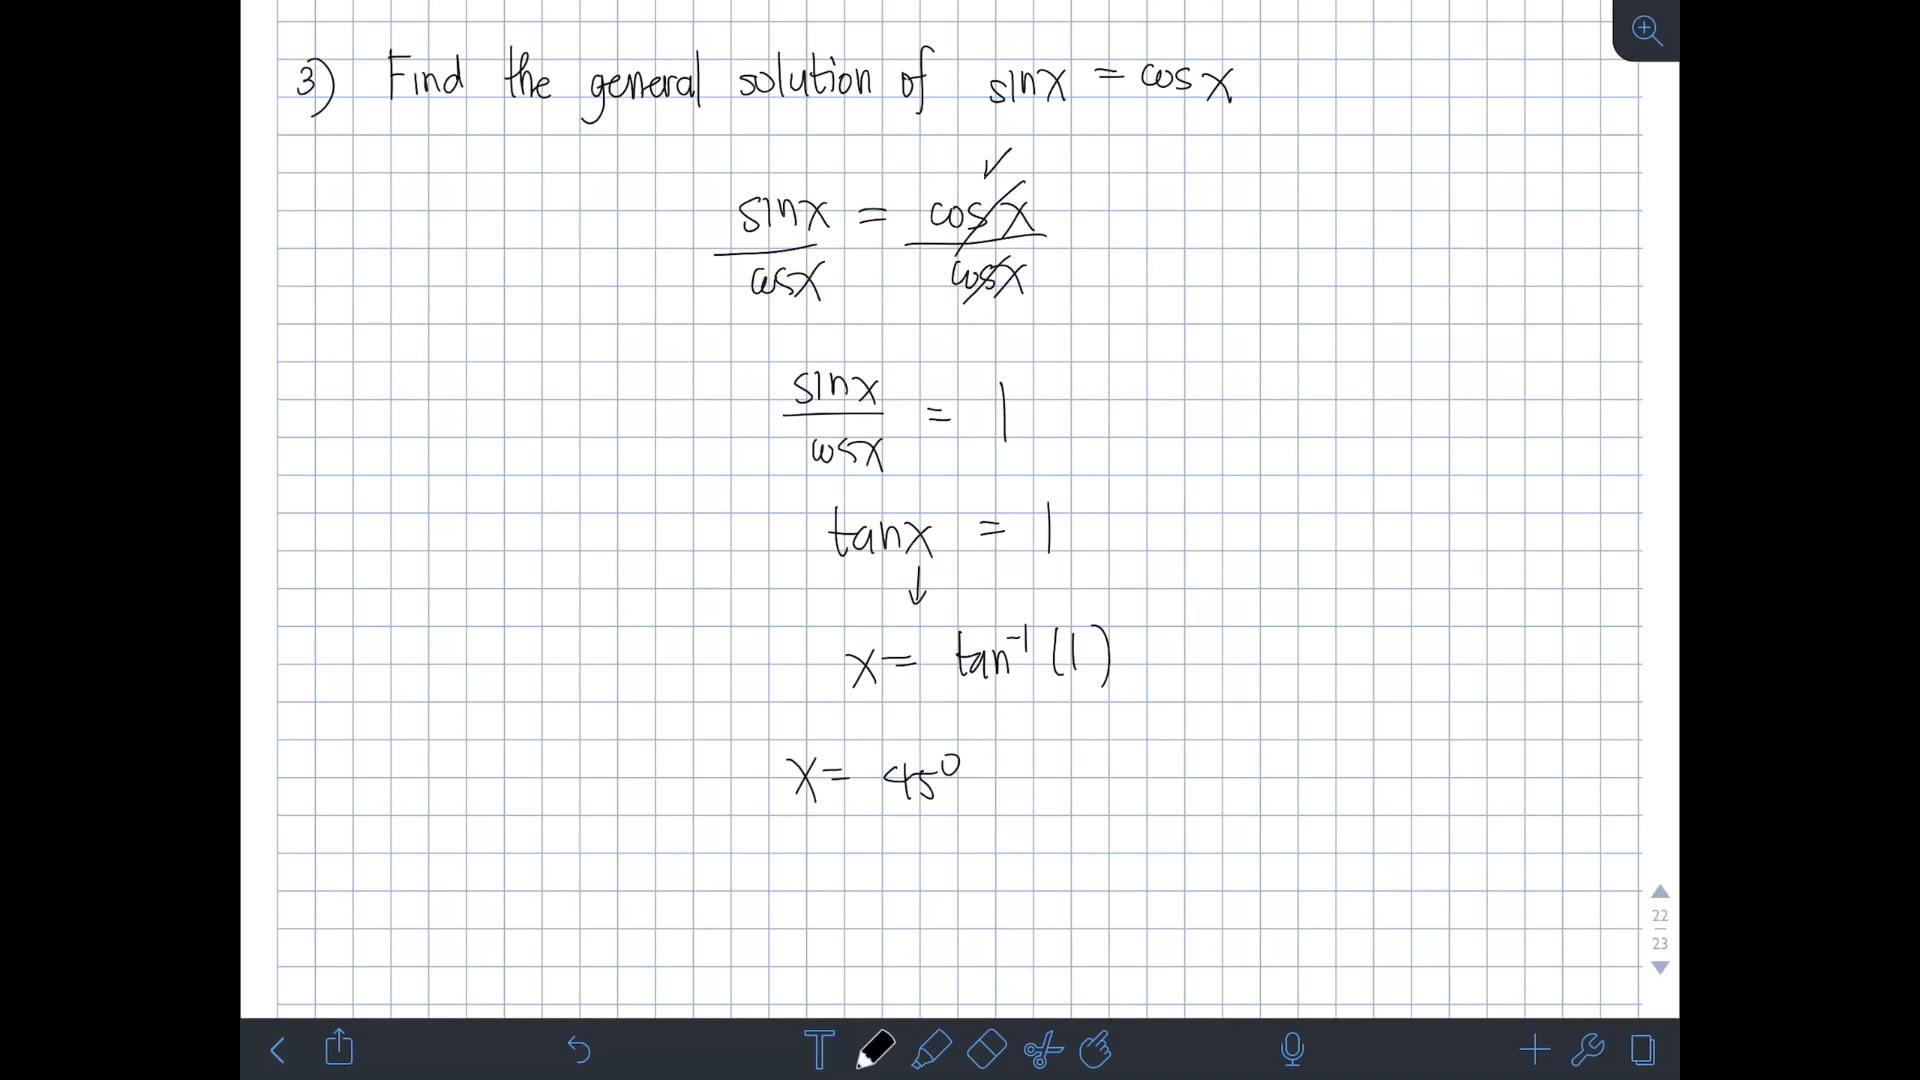 3) Find the general solution of sinx = cosx
sinx/cosx = cosx/cosx
sinx/cosx = 1
tanx = 1
x = tan⁻¹ (1)
x = 45°
22
23
T